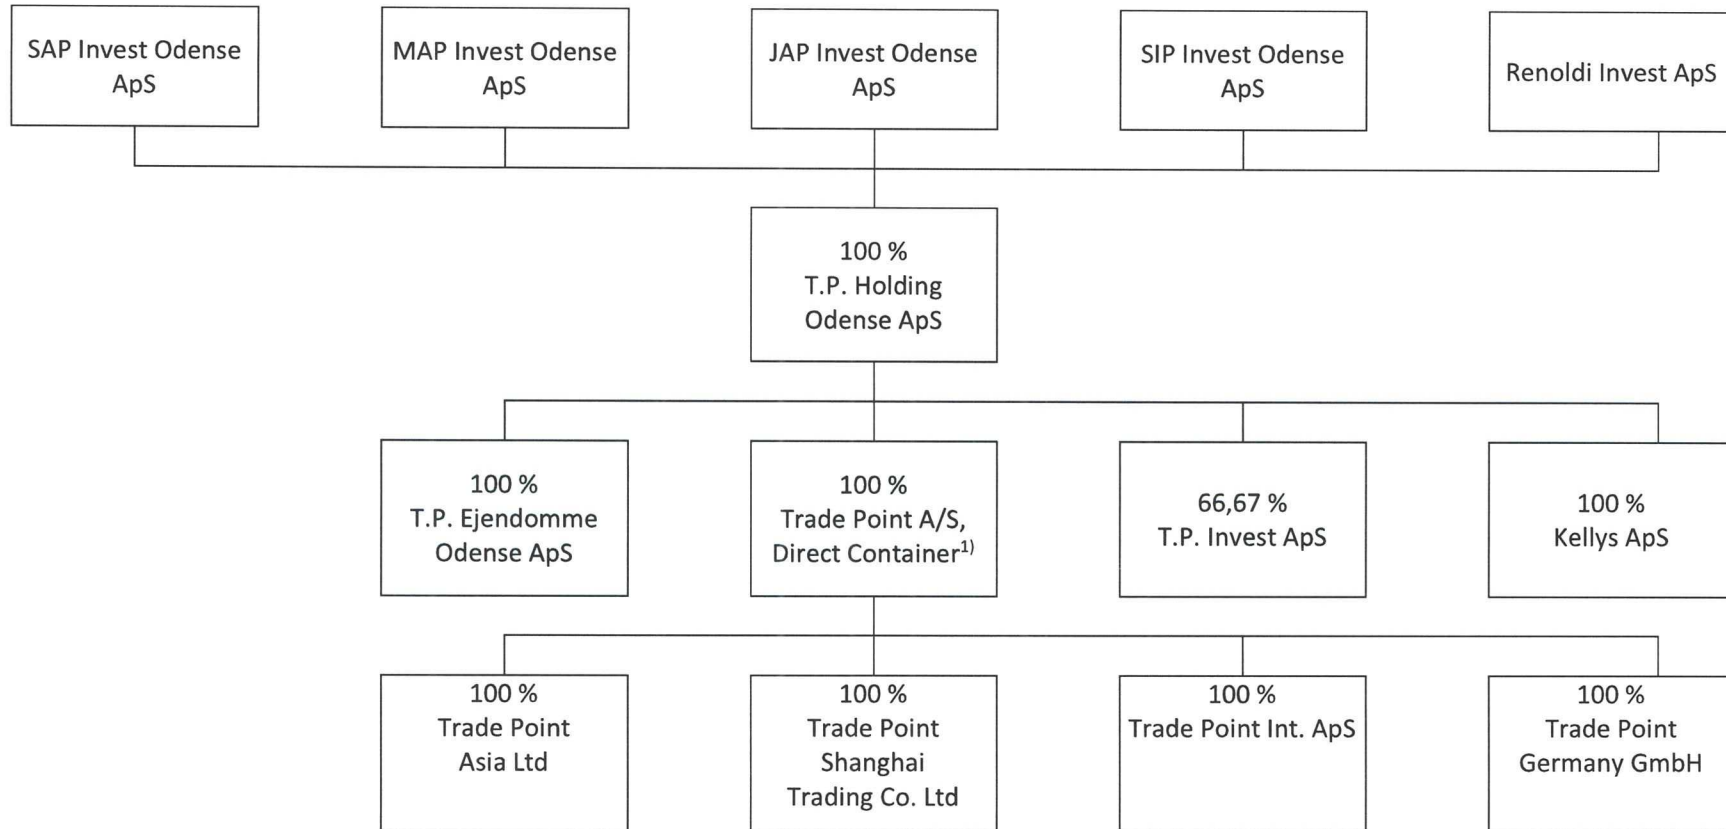 SAP Invest Odense
ApS
MAP Invest Odense
ApS
JAP Invest Odense
ApS
SIP Invest Odense
ApS
Renoldi Invest ApS
100 %
T.P. Holding
Odense ApS
100 %
T.P. Ejendomme
Odense ApS
100 %
Trade Point A/S,
Direct Container¹⁾
66,67 %
T.P. Invest ApS
100 %
Kellys ApS
100 %
Trade Point
Asia Ltd
100 %
Trade Point
Shanghai
Trading Co. Ltd
100 %
Trade Point Int. ApS
100 %
Trade Point
Germany GmbH